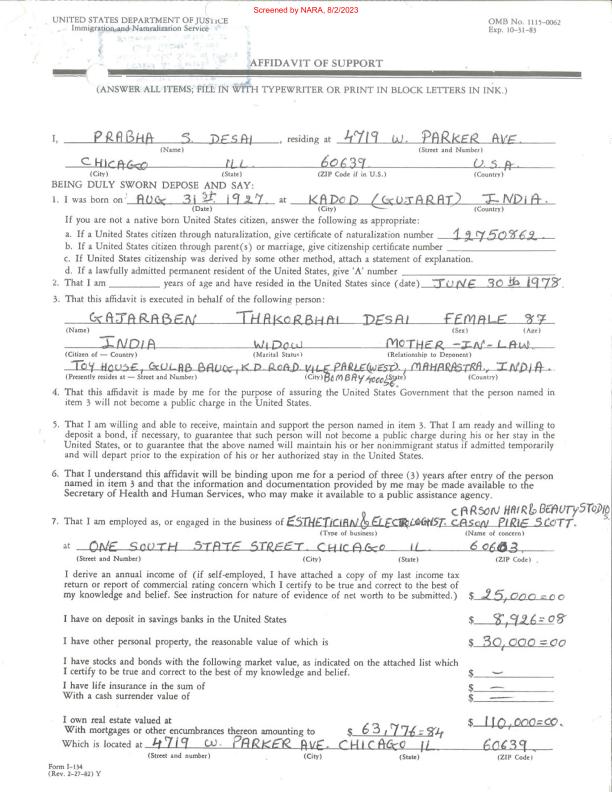 Screened by NARA, 8/2/2023
UNITED STATES DEPARTMENT OF JUSTICE
Immigration and Naturalization Service
OMB No. 1115-0062
Exp. 10-31-83
AFFIDAVIT OF SUPPORT
(ANSWER ALL ITEMS; FILL IN WITH TYPEWRITER OR PRINT IN BLOCK LETTERS IN INK.)
I, PRABHA S. DESAI, residing at 4719 W. PARKER AVE.
(Name) (Street and Number)
CHICAGO ILL. 60639 U.S.A.
(City) (State) (ZIP Code if in U.S.) (Country)
BEING DULY SWORN DEPOSE AND SAY:
1. I was born on AUG 31st 1927 at KADOD (GUJARAT) INDIA.
(Date) (City) (Country)
If you are not a native born United States citizen, answer the following as appropriate:
a. If a United States citizen through naturalization, give certificate of naturalization number 12750862.
b. If a United States citizen through parent(s) or marriage, give citizenship certificate number
c. If United States citizenship was derived by some other method, attach a statement of explanation.
d. If a lawfully admitted permanent resident of the United States, give 'A' number
2. That I am years of age and have resided in the United States since (date) JUNE 30th 1978.
3. That this affidavit is executed in behalf of the following person:
GAJARABEN THAKORBHAI DESAI FEMALE 87
(Name) (Sex) (Age)
INDIA WIDOW MOTHER-IN-LAW
(Citizen of — Country) (Marital Status) (Relationship to Deponent)
TOY HOUSE, GULAB BAUG, K.D. ROAD VILE PARLE (WEST), MAHARASTRA, INDIA.
(Presently resides at — Street and Number) (City) BOMBAY (State) (Country)
4. That this affidavit is made by me for the purpose of assuring the United States Government that the person named in
item 3 will not become a public charge in the United States.
5. That I am willing and able to receive, maintain and support the person named in item 3. That I am ready and willing to
deposit a bond, if necessary, to guarantee that such person will not become a public charge during his or her stay in the
United States, or to guarantee that the above named will maintain his or her nonimmigrant status if admitted temporarily
and will depart prior to the expiration of his or her authorized stay in the United States.
6. That I understand this affidavit will be binding upon me for a period of three (3) years after entry of the person
named in item 3 and that the information and documentation provided by me may be made available to the
Secretary of Health and Human Services, who may make it available to a public assistance agency.
CARSON HAIR & BEAUTY STUDIO
7. That I am employed as, or engaged in the business of ESTHETICIAN & ELECTROLOGIST. CASON PIRIE SCOTT.
(Type of business) (Name of concern)
at ONE SOUTH STATE STREET. CHICAGO IL 60603.
(Street and Number) (City) (State) (ZIP Code)
I derive an annual income of (if self-employed, I have attached a copy of my last income tax
return or report of commercial rating concern which I certify to be true and correct to the best of
my knowledge and belief. See instruction for nature of evidence of net worth to be submitted.) $ 25,000=00
I have on deposit in savings banks in the United States $ 8,926=08
I have other personal property, the reasonable value of which is $ 30,000=00
I have stocks and bonds with the following market value, as indicated on the attached list which
I certify to be true and correct to the best of my knowledge and belief. $ —
I have life insurance in the sum of $ —
With a cash surrender value of $ —
I own real estate valued at $ 110,000=00.
With mortgages or other encumbrances thereon amounting to $ 63,776=84
Which is located at 4719 W. PARKER AVE. CHICAGO IL 60639.
(Street and number) (City) (State) (ZIP Code)
Form I-134
(Rev. 2-27-82) Y